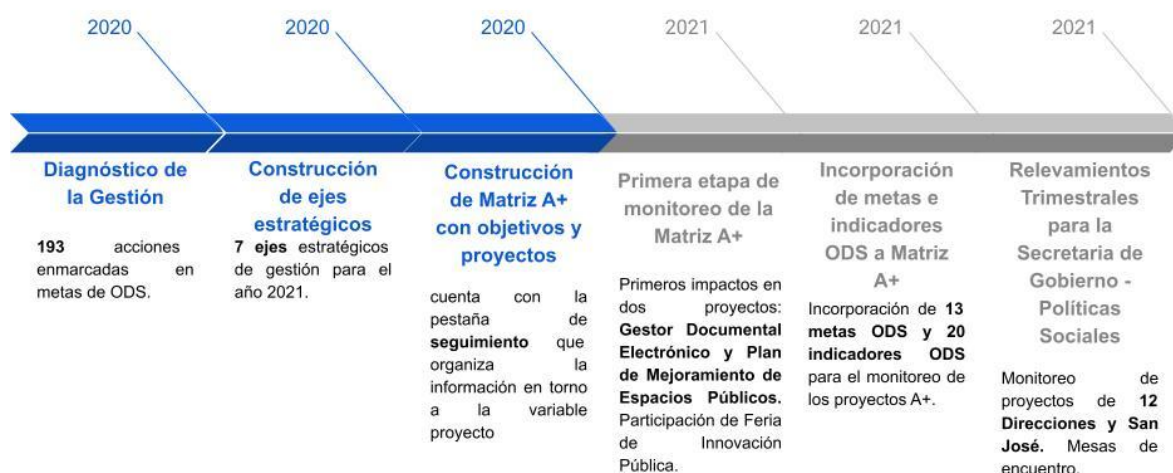 2020
2020
2020
2021
2021
2021
Diagnóstico de
la Gestión
193 acciones
enmarcadas en
metas de ODS.
Construcción
de ejes
estratégicos
7 ejes estratégicos
de gestión para el
año 2021.
Construcción
de Matriz A+
con objetivos y
proyectos
cuenta con la
pestaña de
seguimiento que
organiza la
información en torno
a la variable
proyecto
Primera etapa de
monitoreo de la
Matriz A+
Primeros impactos en
dos proyectos:
Gestor Documental
Electrónico y Plan
de Mejoramiento de
Espacios Públicos.
Participación de Feria
de Innovación
Pública.
Incorporación
de metas e
indicadores
ODS a Matriz
A+
Incorporación de 13
metas ODS y 20
indicadores ODS
para el monitoreo de
los proyectos A+.
Relevamientos
Trimestrales
para la
Secretaria de
Gobierno -
Políticas
Sociales
Monitoreo de
proyectos de 12
Direcciones y San
José. Mesas de
encuentro.